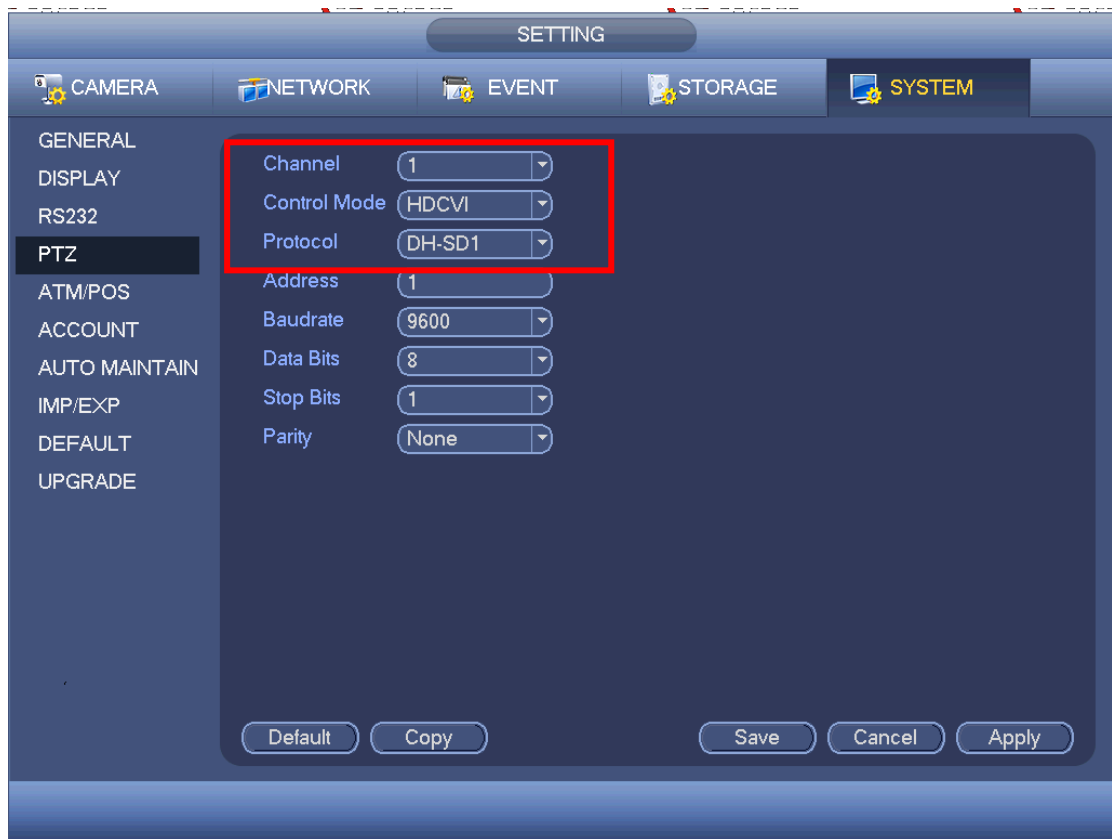 SETTING
CAMERA NETWORK EVENT STORAGE SYSTEM
GENERAL
DISPLAY
RS232
PTZ
ATM/POS
ACCOUNT
AUTO MAINTAIN
IMP/EXP
DEFAULT
UPGRADE
Channel 1
Control Mode HDCVI
Protocol DH-SD1
Address 1
Baudrate 9600
Data Bits 8
Stop Bits 1
Parity None
Default Copy Save Cancel Apply